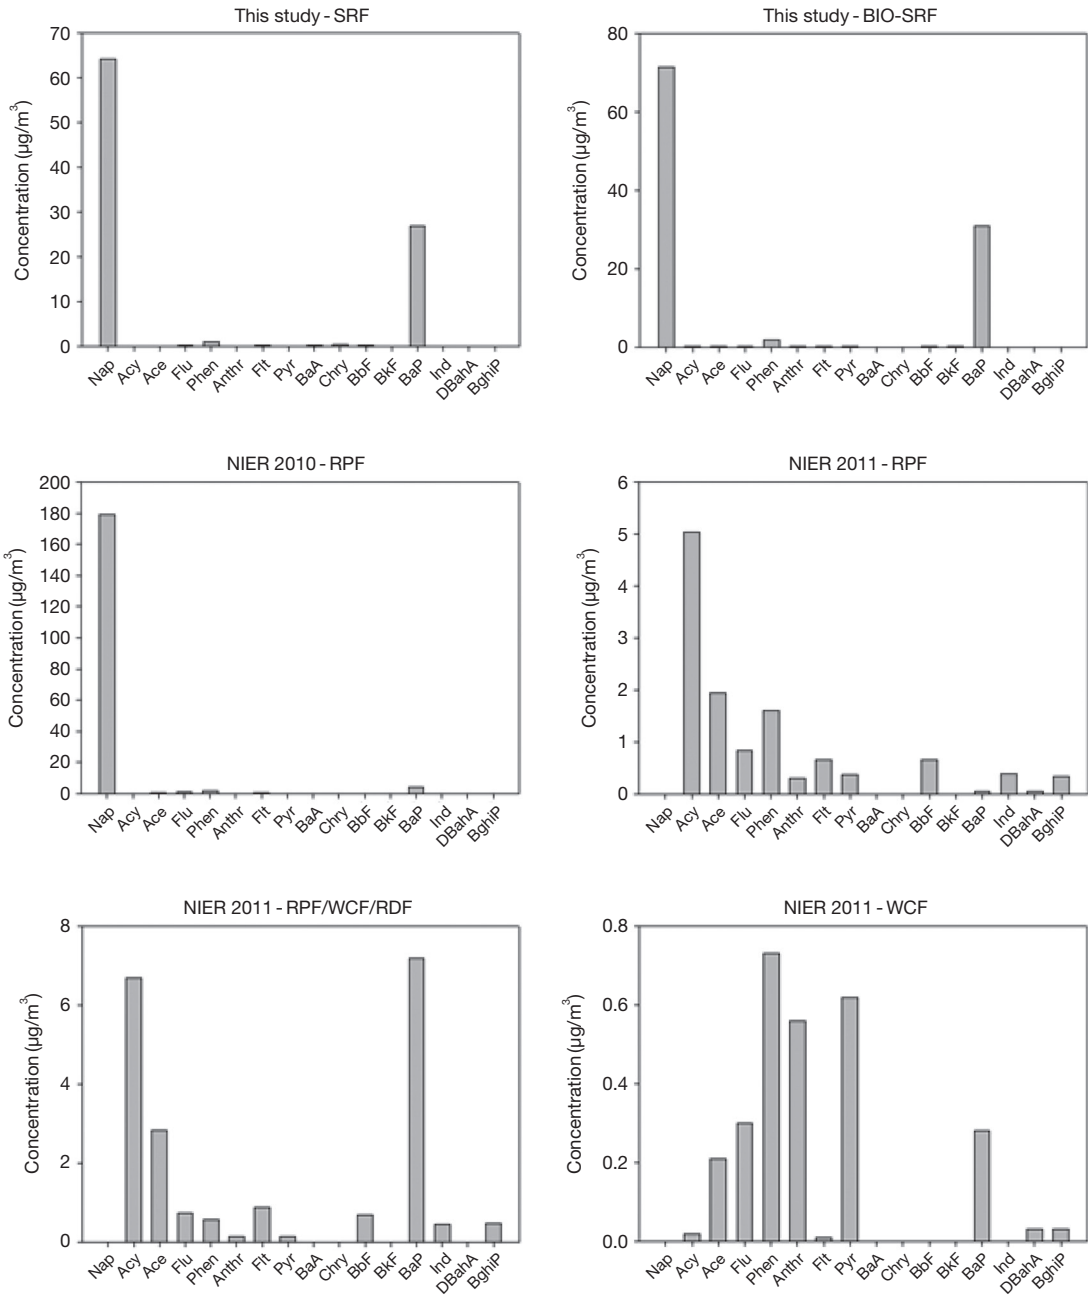 This study - SRF
Concentration (µg/m³)
70
60
50
40
30
20
10
0
Nap Acy Ace Flu Phen Anthr Flt Pyr BaA Chry BbF BkF BaP Ind DBahA BghiP
This study - BIO-SRF
Concentration (µg/m³)
80
60
40
20
0
Nap Acy Ace Flu Phen Anthr Flt Pyr BaA Chry BbF BkF BaP Ind DBahA BghiP
NIER 2010 - RPF
Concentration (µg/m³)
200
180
160
140
120
100
80
60
40
20
0
Nap Acy Ace Flu Phen Anthr Flt Pyr BaA Chry BbF BkF BaP Ind DBahA BghiP
NIER 2011 - RPF
Concentration (µg/m³)
6
5
4
3
2
1
0
Nap Acy Ace Flu Phen Anthr Flt Pyr BaA Chry BbF BkF BaP Ind DBahA BghiP
NIER 2011 - RPF/WCF/RDF
Concentration (µg/m³)
8
6
4
2
0
Nap Acy Ace Flu Phen Anthr Flt Pyr BaA Chry BbF BkF BaP Ind DBahA BghiP
NIER 2011 - WCF
Concentration (µg/m³)
0.8
0.6
0.4
0.2
0.0
Nap Acy Ace Flu Phen Anthr Flt Pyr BaA Chry BbF BkF BaP Ind DBahA BghiP